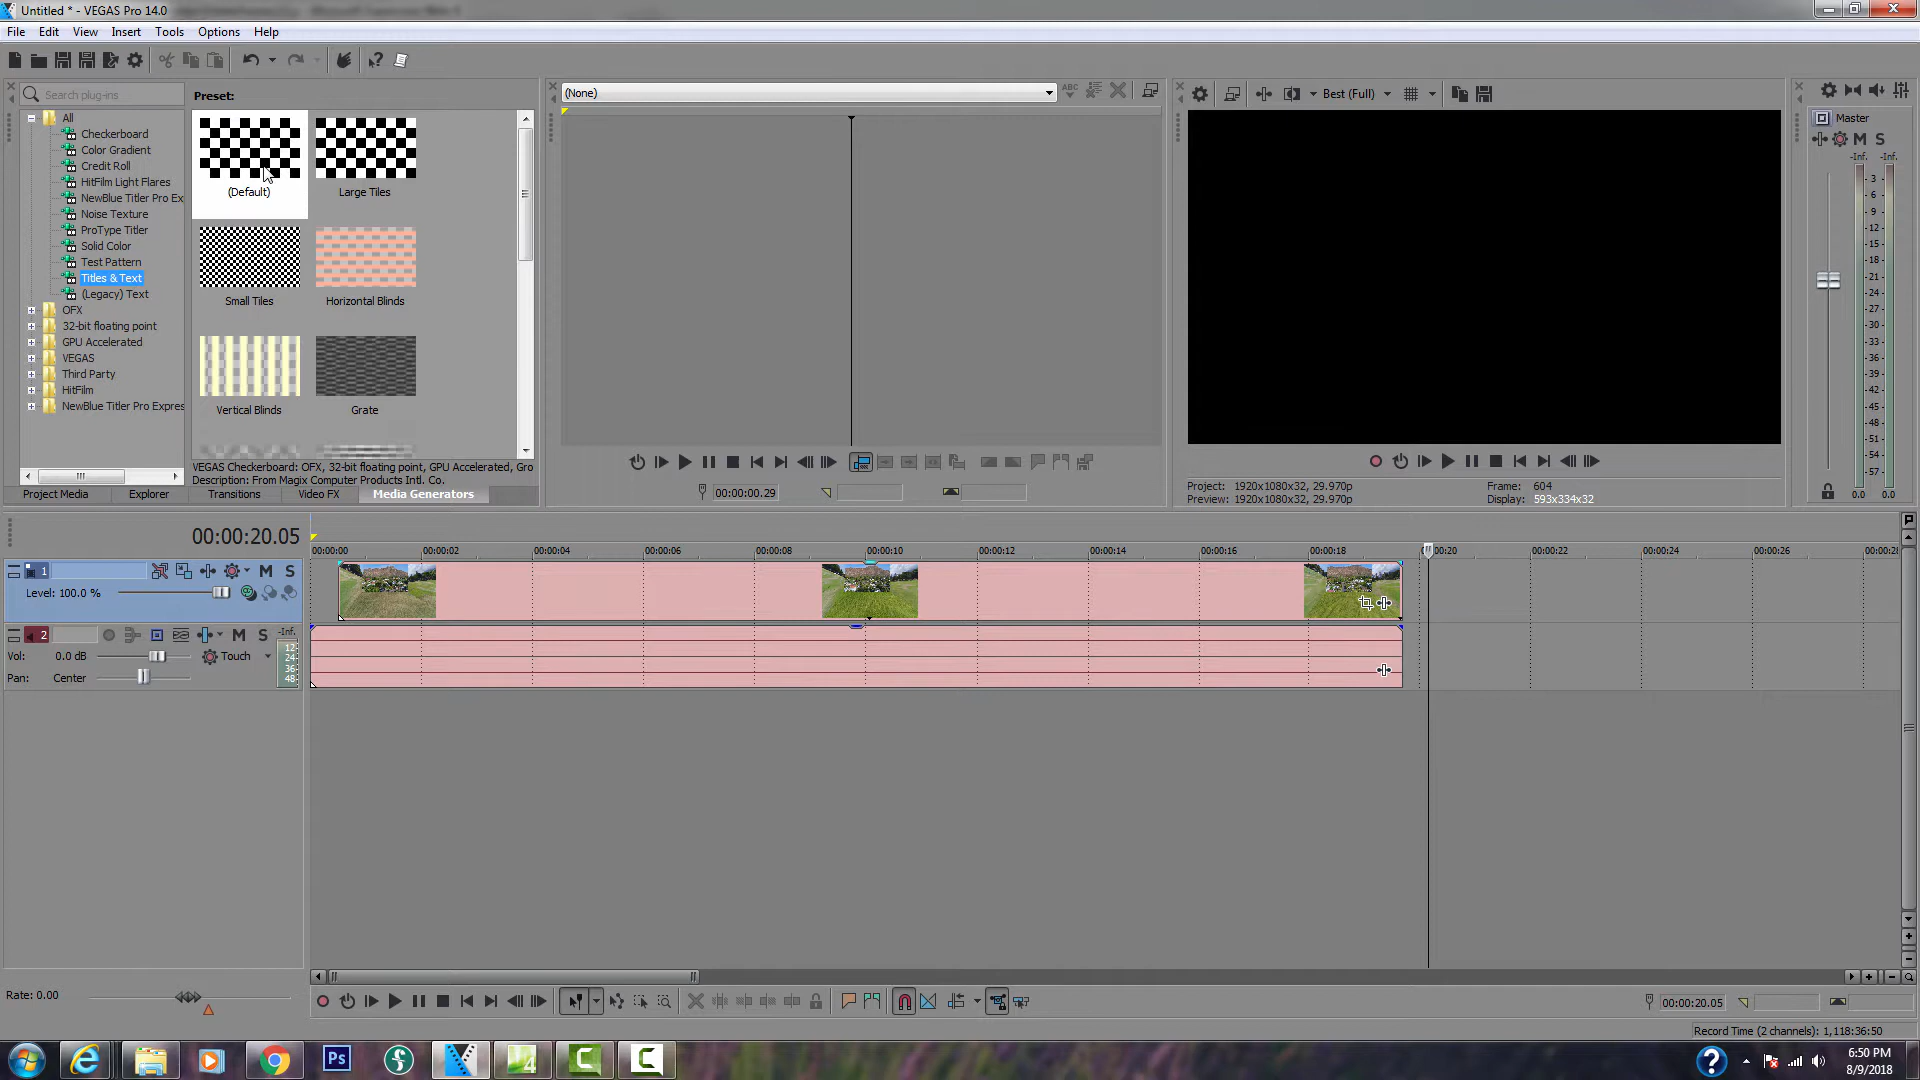 Untitled * - VEGAS Pro 14.0
File Edit View Insert Tools Options Help
Search plug-ins
Preset:
All
Checkerboard
Color Gradient
Credit Roll
HitFilm Light Flares
NewBlue Titler Pro Ex
Noise Texture
ProType Titler
Solid Color
Test Pattern
Titles & Text
(Legacy) Text
OFX
32-bit floating point
GPU Accelerated
VEGAS
Third Party
HitFilm
NewBlue Titler Pro Expres
(Default) Large Tiles
Small Tiles Horizontal Blinds
Vertical Blinds Grate
VEGAS Checkerboard: OFX, 32-bit floating point, GPU Accelerated, Gro
Description: From Magix Computer Products Intl. Co.
Project Media Explorer Transitions Video FX Media Generators
(None)
00:00:00.29
Best (Full)
Project: 1920x1080x32, 29.970p Frame: 604
Preview: 1920x1080x32, 29.970p Display: 593x334x32
Master
M S
-Inf. -Inf.
3
6
9
12
15
18
21
24
27
30
33
36
39
42
45
48
51
54
57
0.0 0.0
00:00:20.05
00:00:00 00:00:02 00:00:04 00:00:06 00:00:08 00:00:10 00:00:12 00:00:14 00:00:16 00:00:18 00:00:20 00:00:22 00:00:24 00:00:26 00:00:28
1 M S
Level: 100.0 %
2 M S -Inf.
Vol: 0.0 dB Touch
Pan: Center
12
24
36
48
Rate: 0.00
00:00:20.05
Record Time (2 channels): 1,118:36:50
Ps
4
C C
6:50 PM
8/9/2018